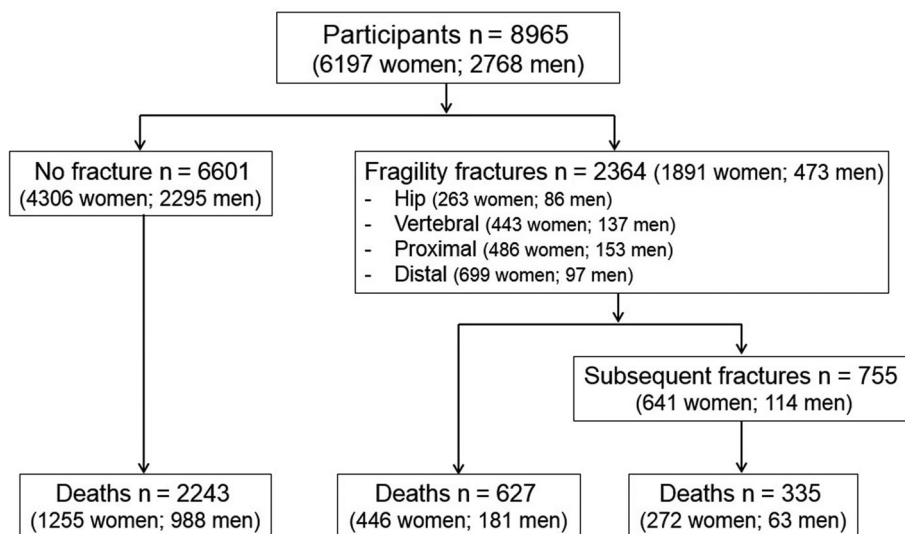 Participants n = 8965
(6197 women; 2768 men)
No fracture n = 6601
(4306 women; 2295 men)
Fragility fractures n = 2364 (1891 women; 473 men)
- Hip (263 women; 86 men)
- Vertebral (443 women; 137 men)
- Proximal (486 women; 153 men)
- Distal (699 women; 97 men)
Subsequent fractures n = 755
(641 women; 114 men)
Deaths n = 2243
(1255 women; 988 men)
Deaths n = 627
(446 women; 181 men)
Deaths n = 335
(272 women; 63 men)